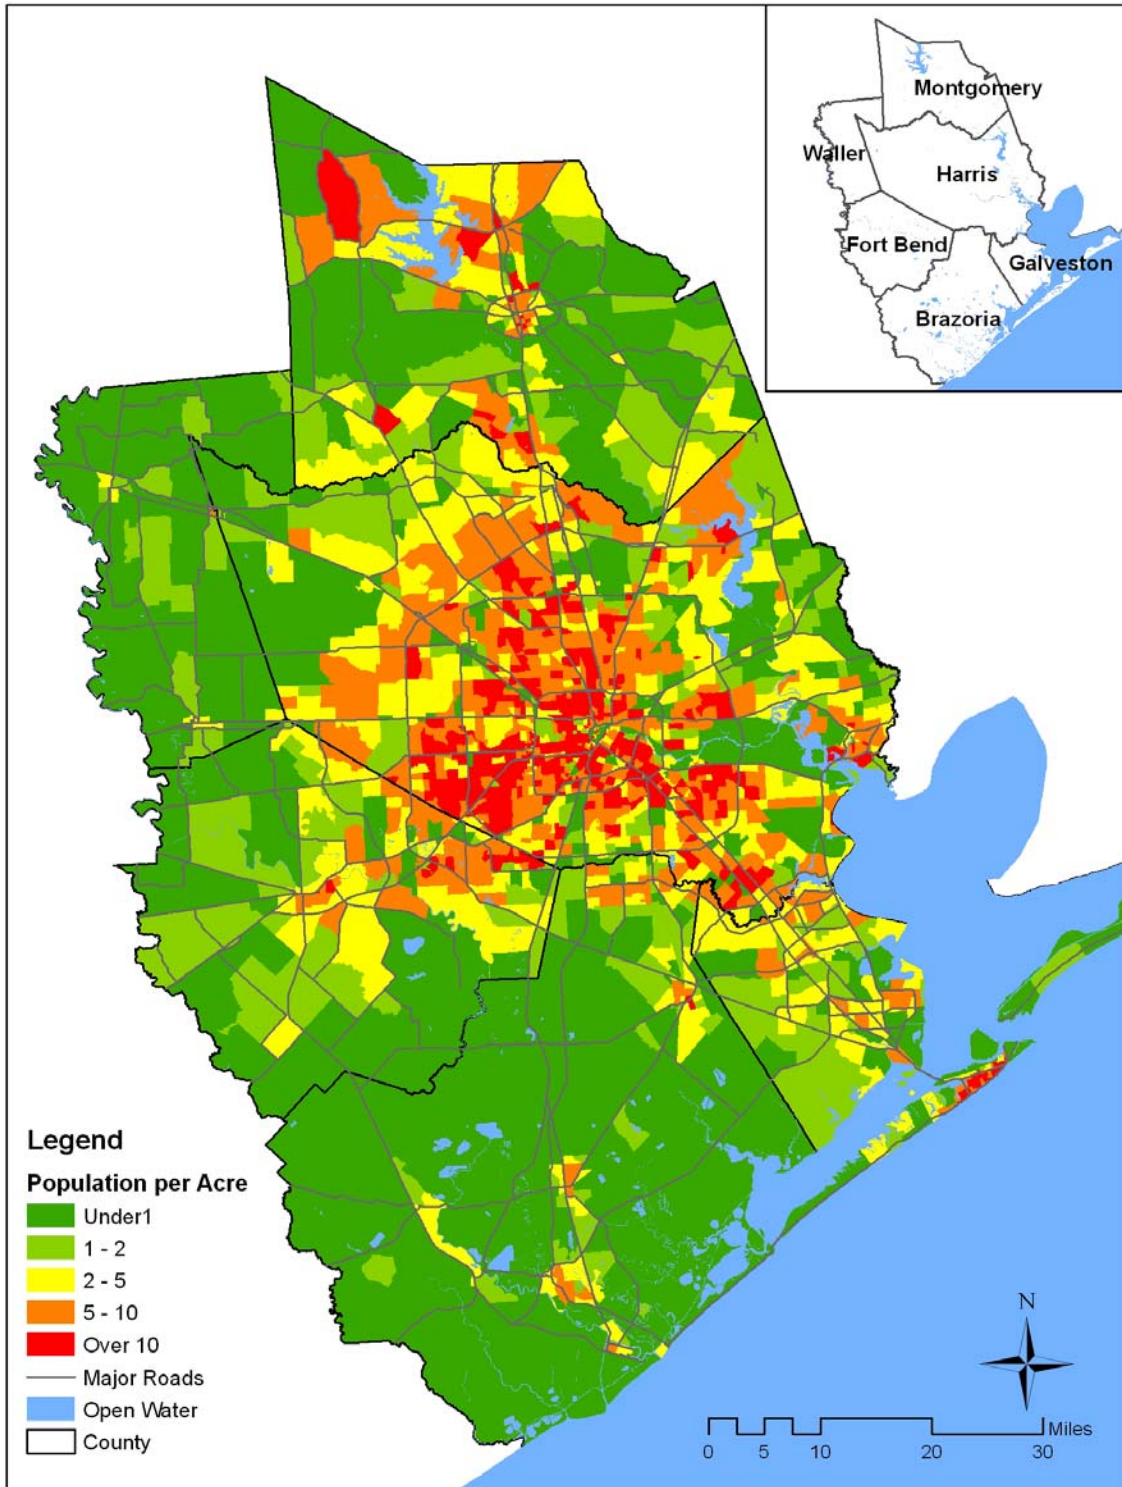 Montgomery
Waller
Harris
Fort Bend
Galveston
Brazoria
Legend
Population per Acre
Under1
1 - 2
2 - 5
5 - 10
Over 10
Major Roads
Open Water
County
N
Miles
0 5 10 20 30